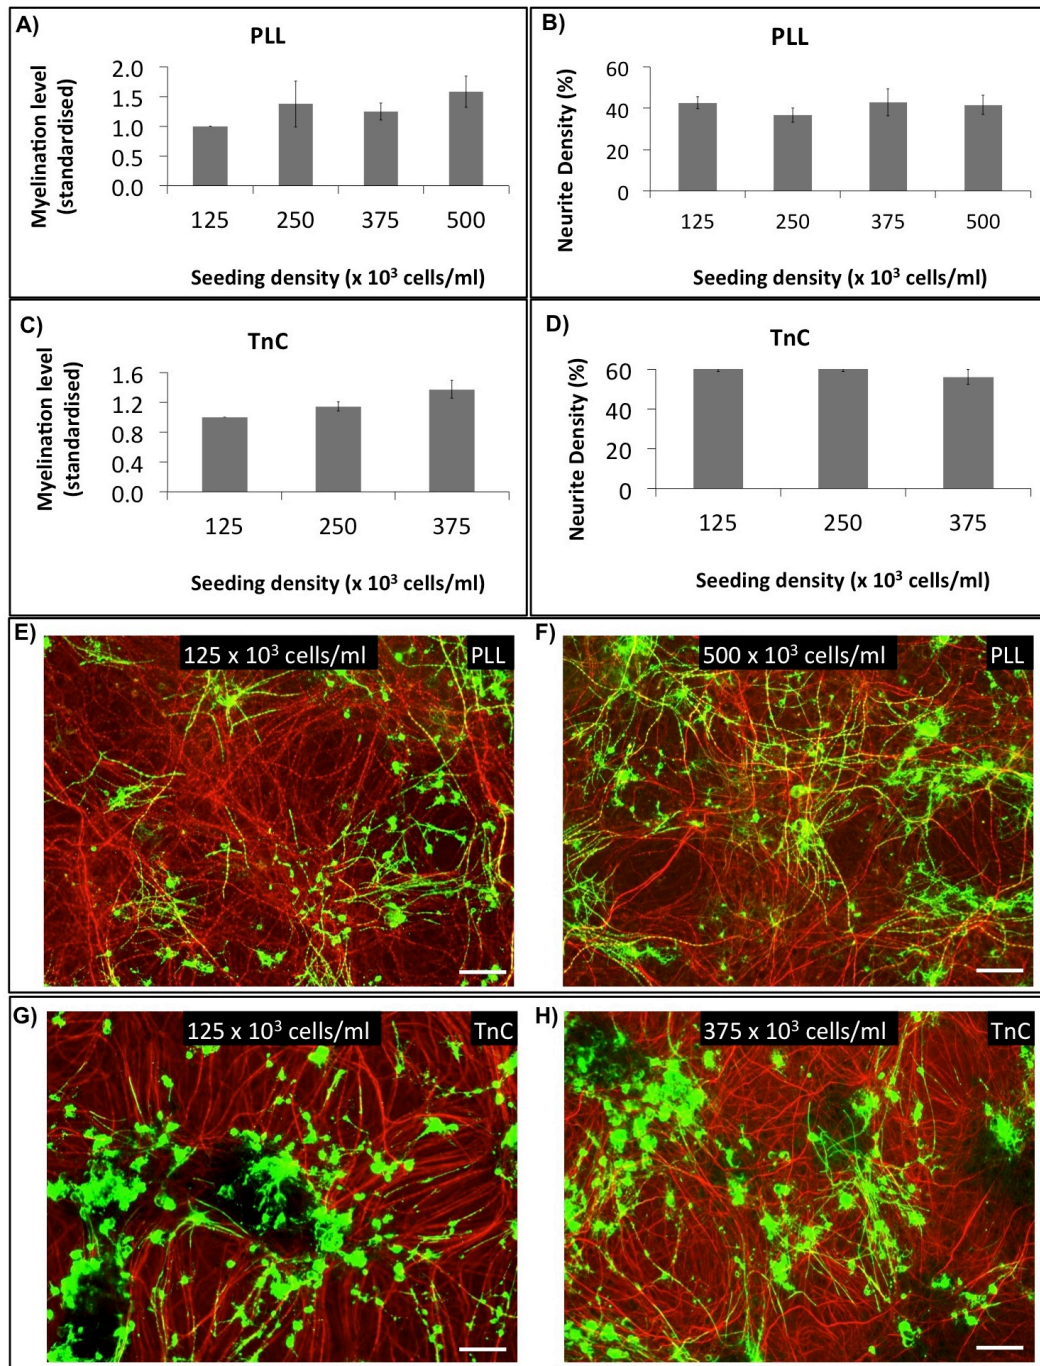 A)
PLL
Myelination level
(standardised)
2.0
1.5
1.0
0.5
0.0
125 250 375 500
Seeding density (x 10³ cells/ml)
B)
PLL
Neurite Density (%)
60
40
20
0
125 250 375 500
Seeding density (x 10³ cells/ml)
C)
TnC
Myelination level
(standardised)
1.6
1.2
0.8
0.4
0.0
125 250 375
Seeding density (x 10³ cells/ml)
D)
TnC
Neurite Density (%)
60
40
20
0
125 250 375
Seeding density (x 10³ cells/ml)
E)
125 x 10³ cells/ml PLL
F)
500 x 10³ cells/ml PLL
G)
125 x 10³ cells/ml TnC
H)
375 x 10³ cells/ml TnC